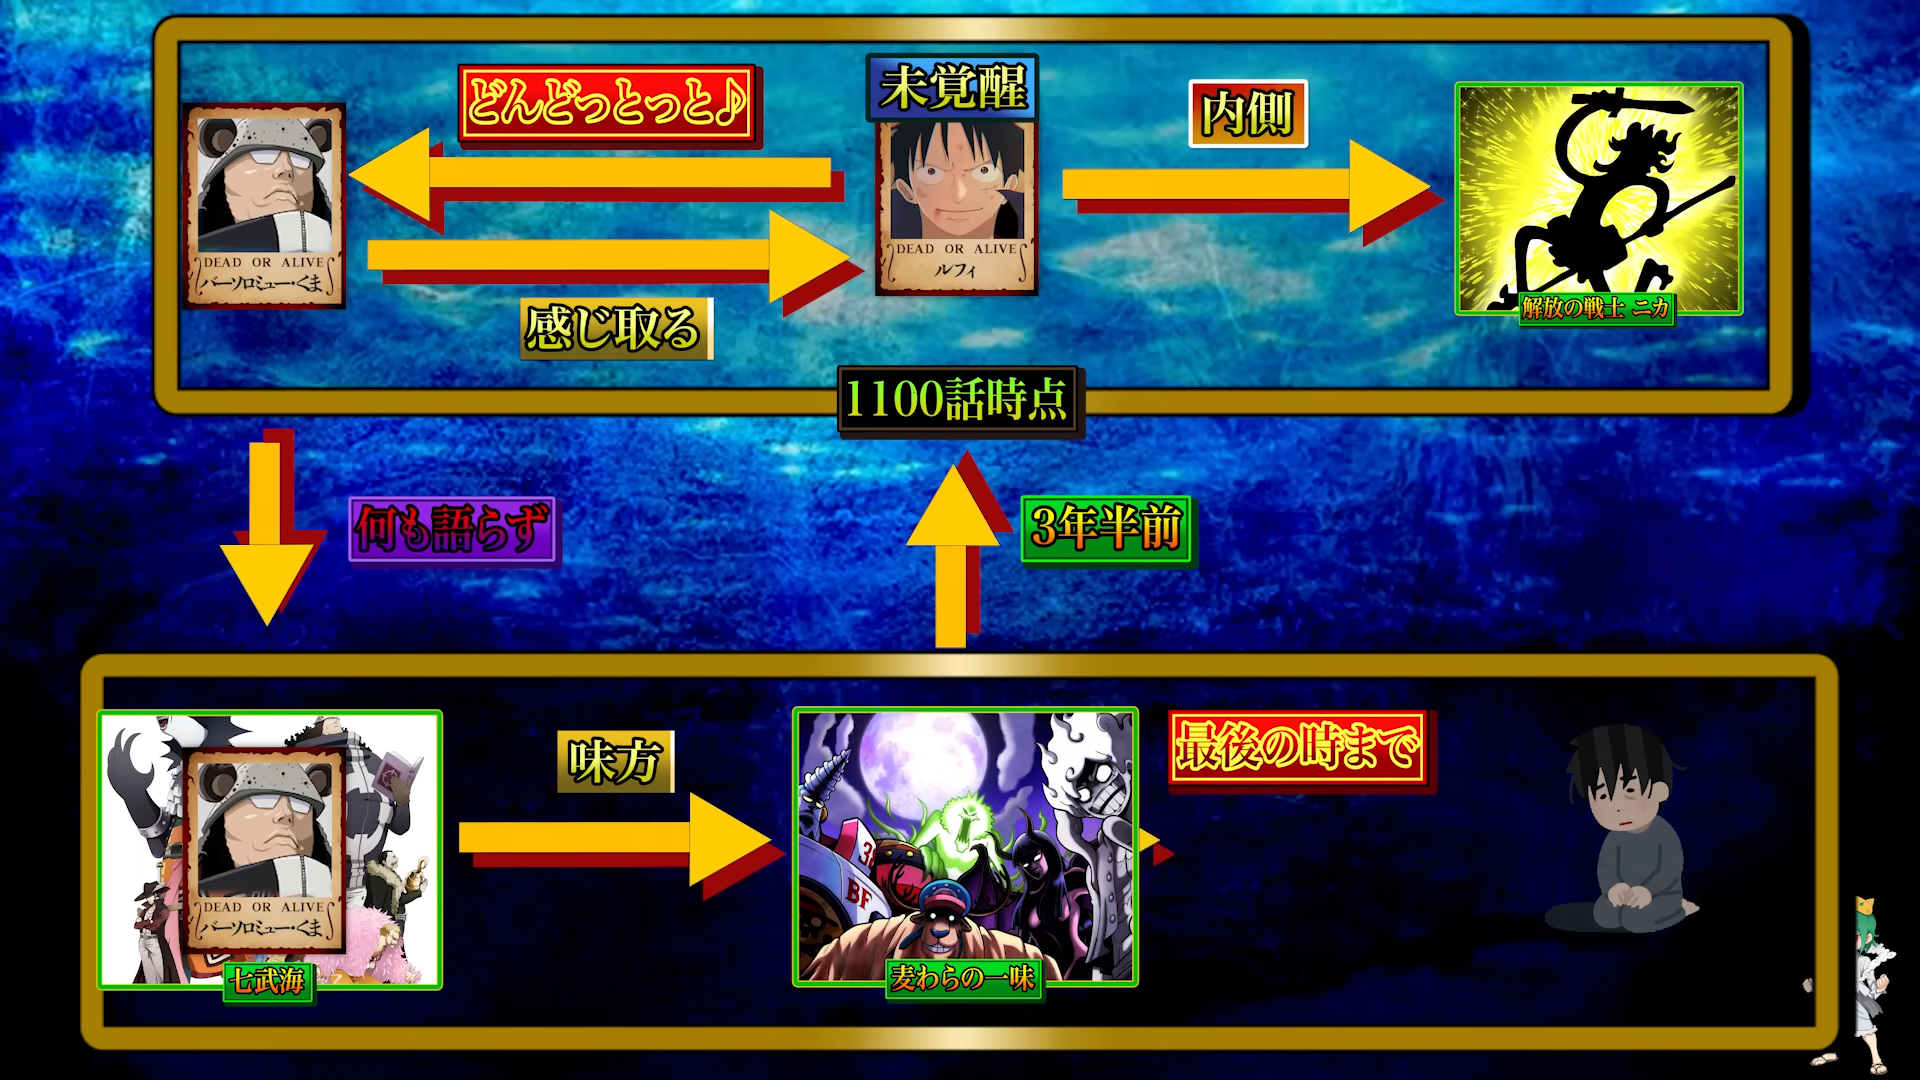 どんどっとっと♪
未覚醒
内側
DEAD OR ALIVE
バーソロミュー・くま
DEAD OR ALIVE
ルフィ
解放の戦士 ニカ
感じ取る
1100話時点
何も語らず
3年半前
味方
最後の時まで
38
BF
DEAD OR ALIVE
バーソロミュー・くま
七武海
麦わらの一味